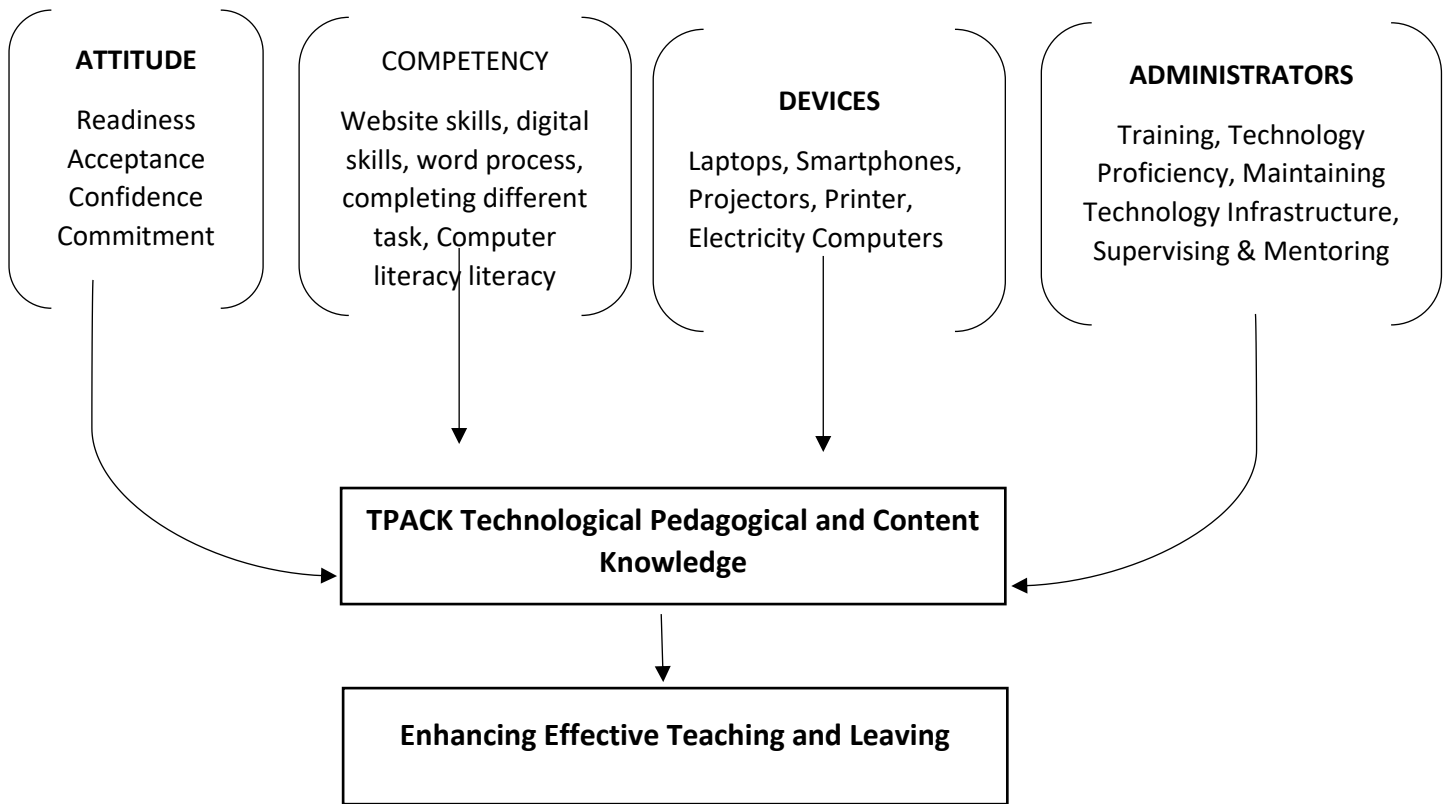 ATTITUDE
Readiness
Acceptance
Confidence
Commitment
COMPETENCY
Website skills, digital
skills, word process,
completing different
task, Computer
literacy literacy
DEVICES
Laptops, Smartphones,
Projectors, Printer,
Electricity Computers
ADMINISTRATORS
Training, Technology
Proficiency, Maintaining
Technology Infrastructure,
Supervising & Mentoring
TPACK Technological Pedagogical and Content
Knowledge
Enhancing Effective Teaching and Leaving